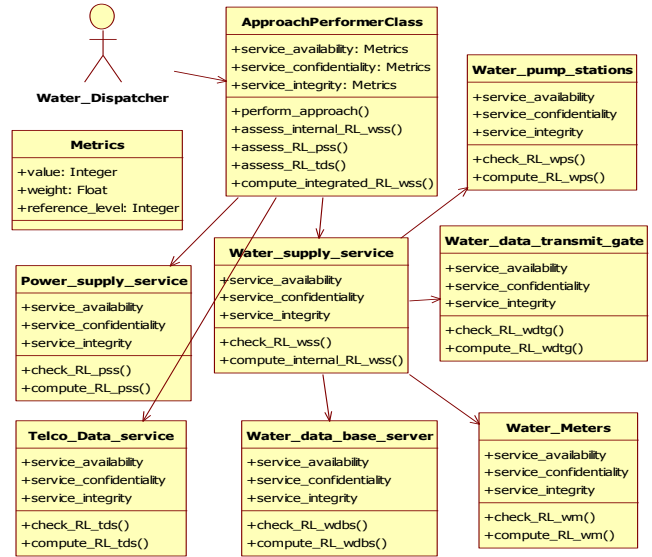 Water_Dispatcher
ApproachPerformerClass
+service_availability: Metrics
+service_confidentiality: Metrics
+service_integrity: Metrics
+perform_approach()
+assess_internal_RL_wss()
+assess_RL_pss()
+assess_RL_tds()
+compute_integrated_RL_wss()
Water_pump_stations
+service_availability
+service_confidentiality
+service_integrity
+check_RL_wps()
+compute_RL_wps()
Metrics
+value: Integer
+weight: Float
+reference_level: Integer
Water_supply_service
+service_availability
+service_confidentiality
+service_integrity
+check_RL_wss()
+compute_internal_RL_wss()
Water_data_transmit_gate
+service_availability
+service_confidentiality
+service_integrity
+check_RL_wdtg()
+compute_RL_wdtg()
Power_supply_service
+service_availability
+service_confidentiality
+service_integrity
+check_RL_pss()
+compute_RL_pss()
Telco_Data_service
+service_availability
+service_confidentiality
+service_integrity
+check_RL_tds()
+compute_RL_tds()
Water_data_base_server
+service_availability
+service_confidentiality
+service_integrity
+check_RL_wdbs()
+compute_RL_wdbs()
Water_Meters
+service_availability
+service_confidentiality
+service_integrity
+check_RL_wm()
+compute_RL_wm()